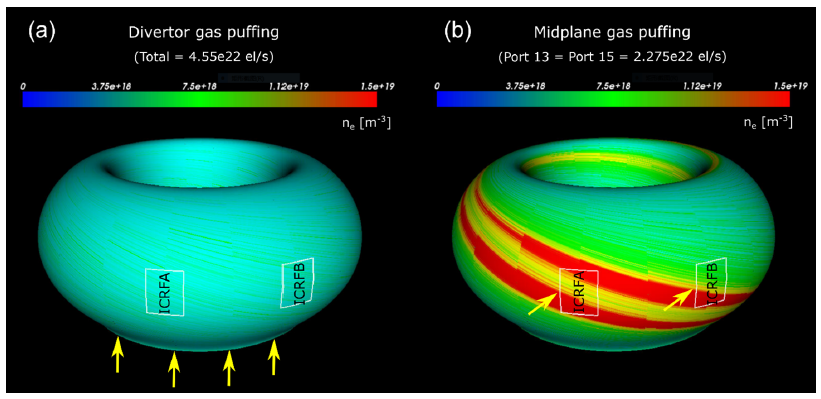 (a)
Divertor gas puffing
(Total = 4.55e22 el/s)
0 3.75e+18 7.5e+18 1.12e+19 1.5e+19
nₑ [m⁻³]
ICRFA
ICRFB
(b)
Midplane gas puffing
(Port 13 = Port 15 = 2.275e22 el/s)
0 3.75e+18 7.5e+18 1.12e+19 1.5e+19
nₑ [m⁻³]
ICRFA
ICRFB